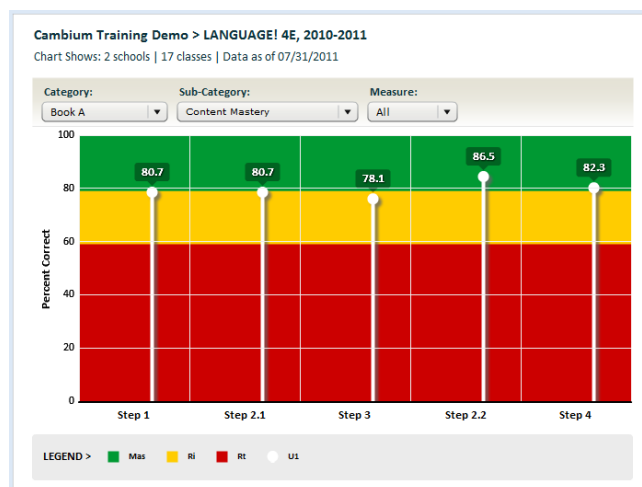 Cambium Training Demo > LANGUAGE! 4E, 2010-2011
Chart Shows: 2 schools | 17 classes | Data as of 07/31/2011
Category: Sub-Category: Measure:
Book A Content Mastery All
100
80
60
40
20
0
Percent Correct
80.7 80.7 78.1 86.5 82.3
Step 1 Step 2.1 Step 3 Step 2.2 Step 4
LEGEND > Mas Ri Rt U1